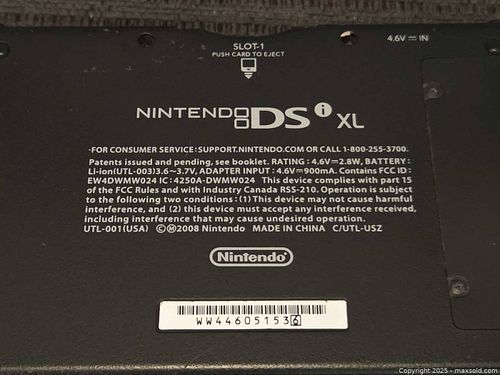 SLOT-1
PUSH CARD TO EJECT
4.6V ⎓ IN
NINTENDO DS i XL
·FOR CONSUMER SERVICE : SUPPORT.NINTENDO.COM OR CALL 1-800-255-3700.
Patents issued and pending, see booklet. RATING : 4.6V⎓2.8W, BATTERY :
Li-ion(UTL-003)3.6~3.7V, ADAPTER INPUT : 4.6V⎓900mA. Contains FCC ID :
EW4DWMW024 IC : 4250A-DWMW024 This device complies with part 15
of the FCC Rules and with Industry Canada RSS-210. Operation is subject
to the following two conditions : (1) This device may not cause harmful
interference, and (2) this device must accept any interference received,
including interference that may cause undesired operation.
UTL-001(USA) ©Ⓜ2008 Nintendo MADE IN CHINA C/UTL-USZ
Nintendo
WW446051536
Copyright 2025 - maxsold.com